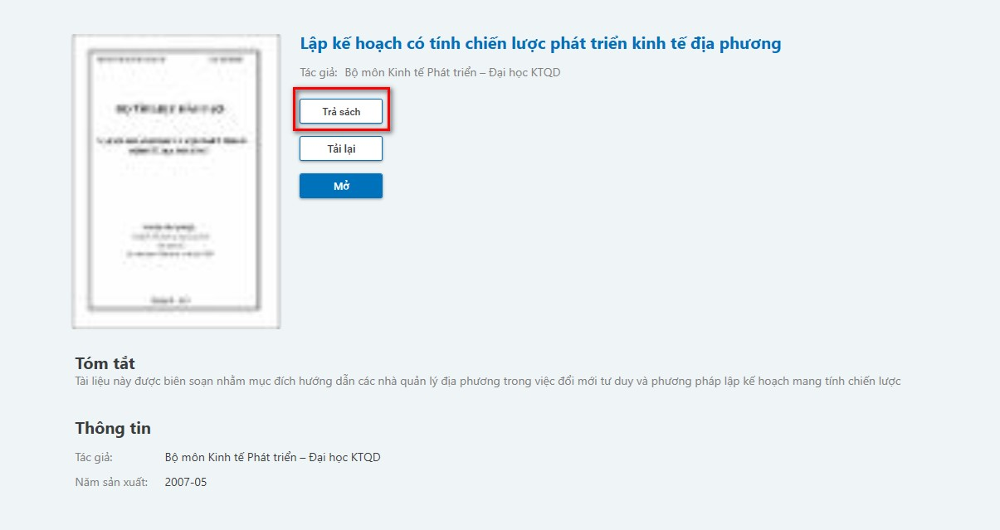 Lập kế hoạch có tính chiến lược phát triển kinh tế địa phương
Tác giả: Bộ môn Kinh tế Phát triển – Đại học KTQD
Trả sách
Tải lại
Mở
Tóm tắt
Tài liệu này được biên soạn nhằm mục đích hướng dẫn các nhà quản lý địa phương trong việc đổi mới tư duy và phương pháp lập kế hoạch mang tính chiến lược
Thông tin
Tác giả: Bộ môn Kinh tế Phát triển – Đại học KTQD
Năm sản xuất: 2007-05